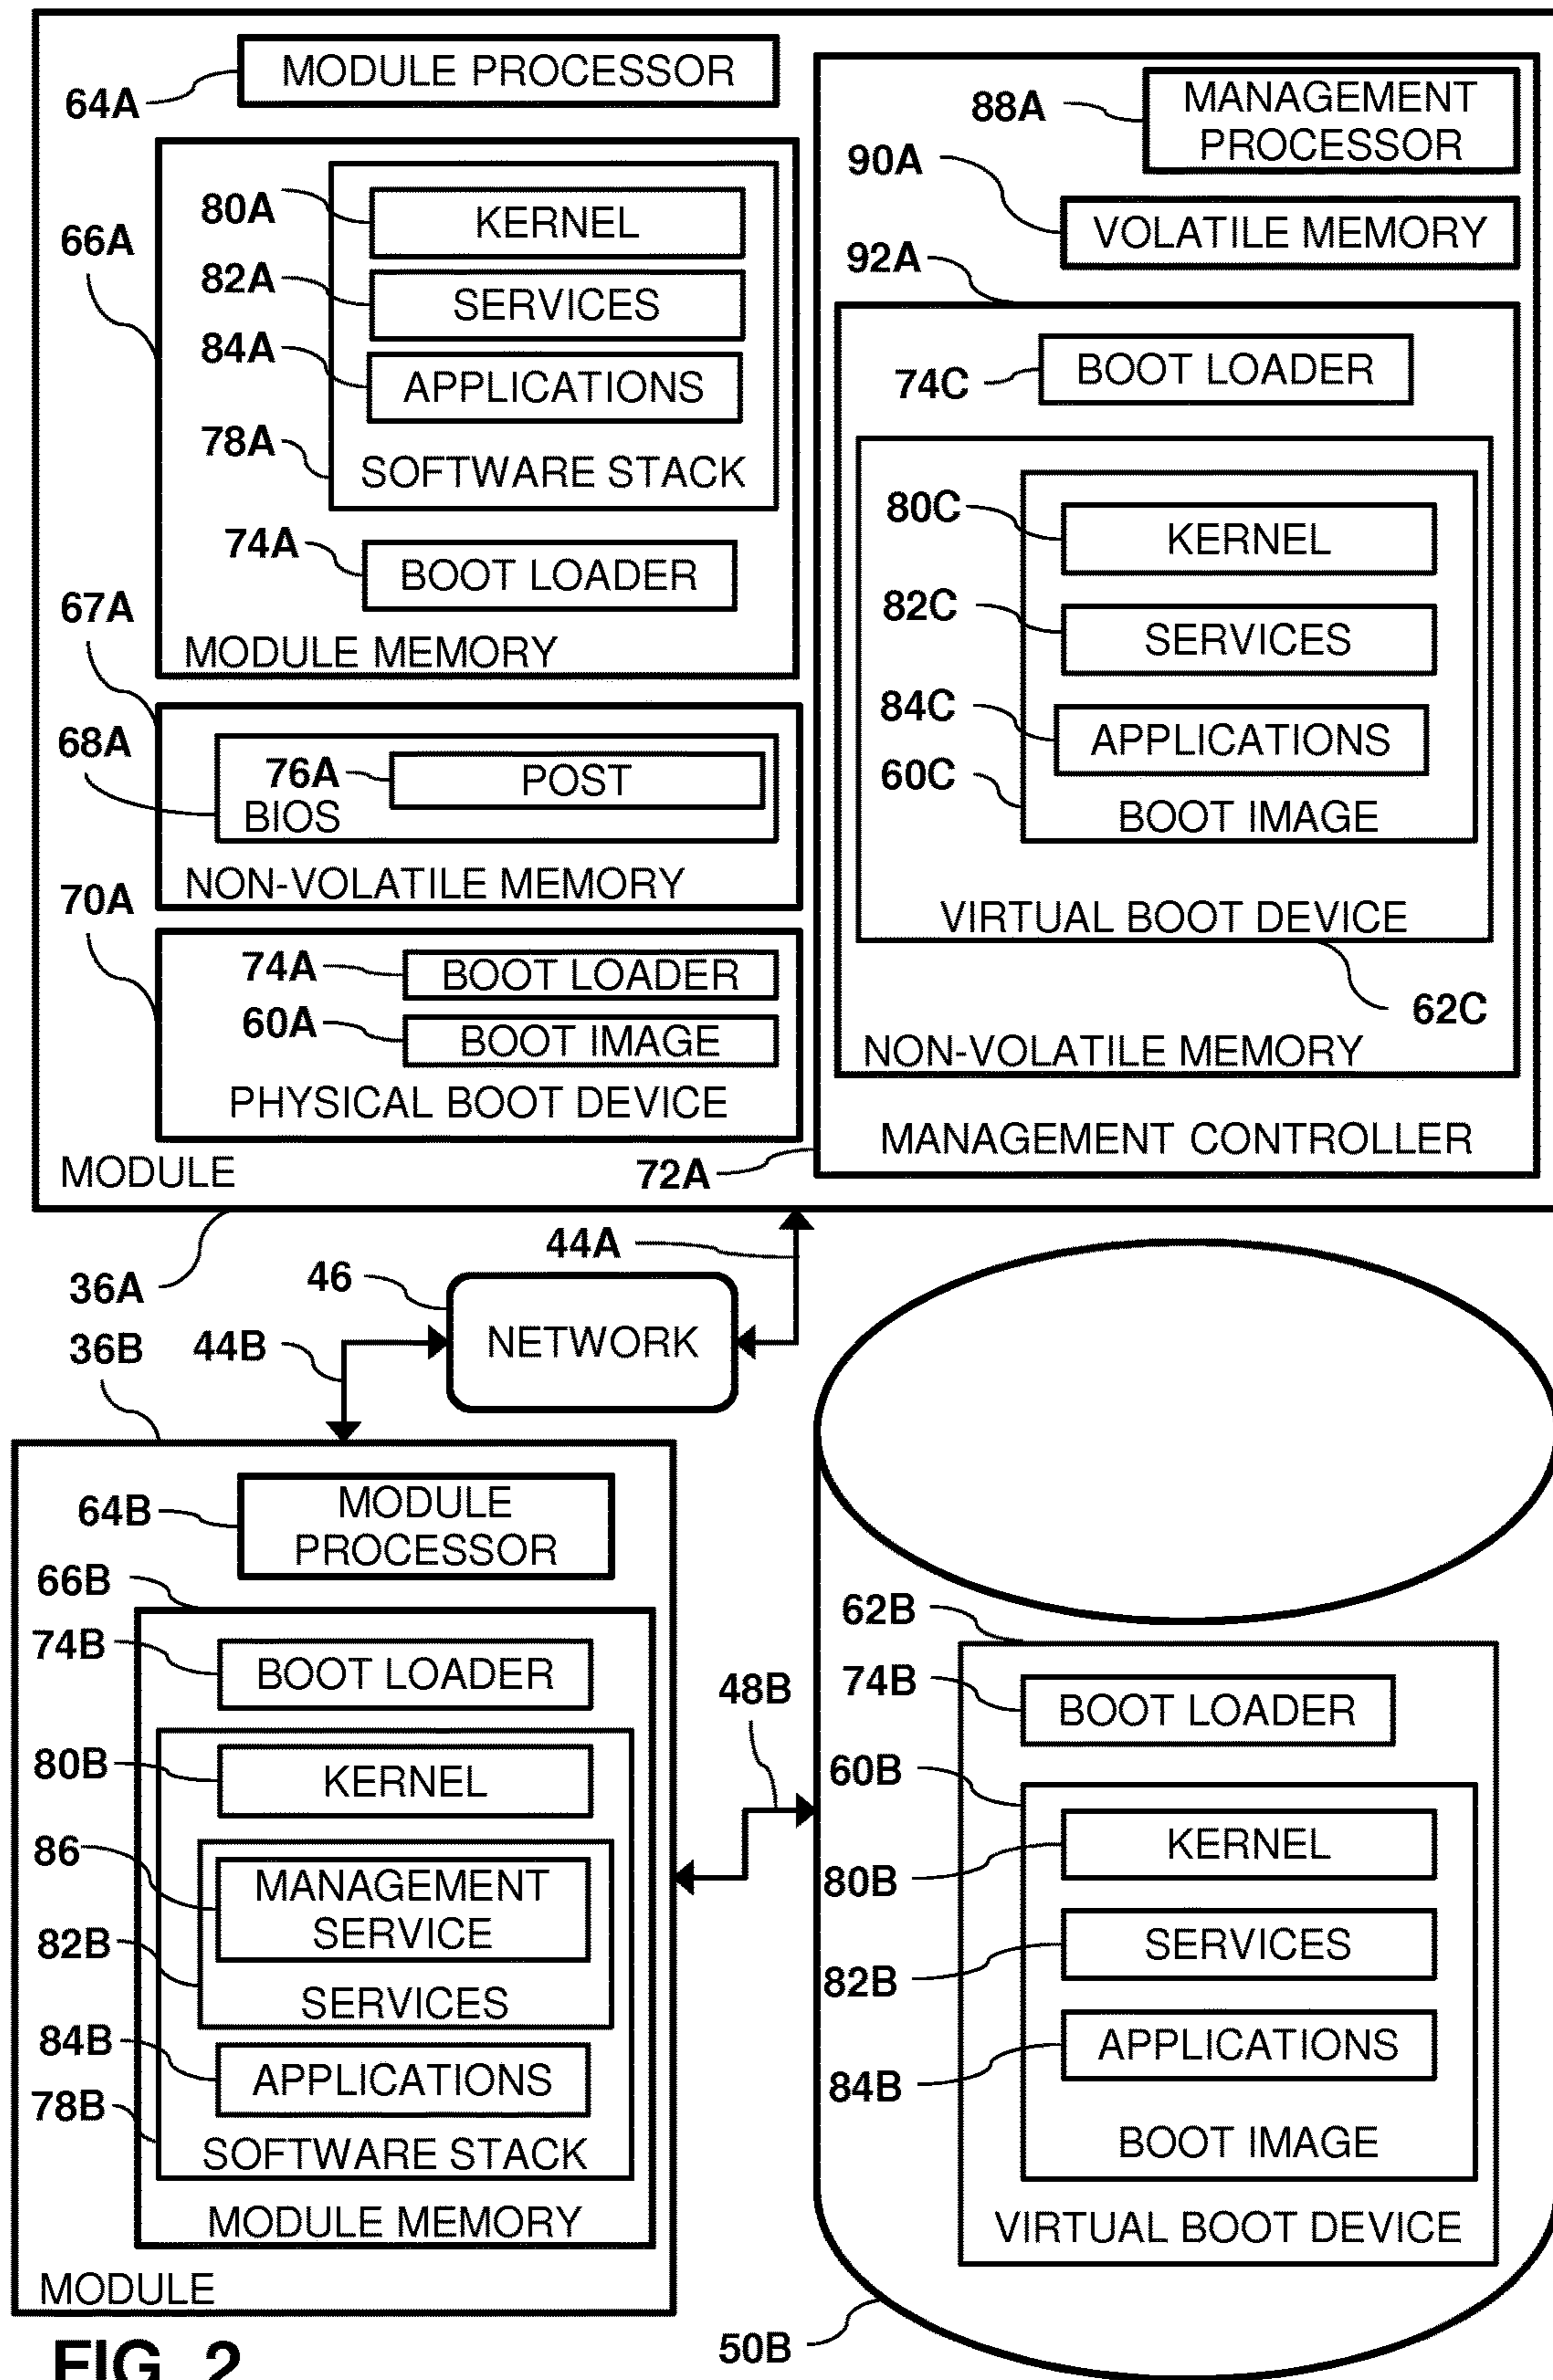 MODULE PROCESSOR
64A
MANAGEMENT
PROCESSOR
88A
90A
VOLATILE MEMORY
92A
80A
KERNEL
66A
82A
SERVICES
84A
APPLICATIONS
78A
SOFTWARE STACK
74A
BOOT LOADER
67A
MODULE MEMORY
68A
76A
POST
BIOS
NON-VOLATILE MEMORY
70A
74A
BOOT LOADER
60A
BOOT IMAGE
PHYSICAL BOOT DEVICE
MODULE
74C
BOOT LOADER
80C
KERNEL
82C
SERVICES
84C
APPLICATIONS
60C
BOOT IMAGE
VIRTUAL BOOT DEVICE
62C
NON-VOLATILE MEMORY
MANAGEMENT CONTROLLER
72A
36A
44A
46
NETWORK
36B
44B
64B
MODULE
PROCESSOR
66B
74B
BOOT LOADER
80B
KERNEL
86
MANAGEMENT
SERVICE
82B
SERVICES
84B
APPLICATIONS
78B
SOFTWARE STACK
MODULE MEMORY
MODULE
48B
62B
74B
BOOT LOADER
60B
KERNEL
80B
SERVICES
82B
APPLICATIONS
84B
BOOT IMAGE
VIRTUAL BOOT DEVICE
50B
FIG. 2